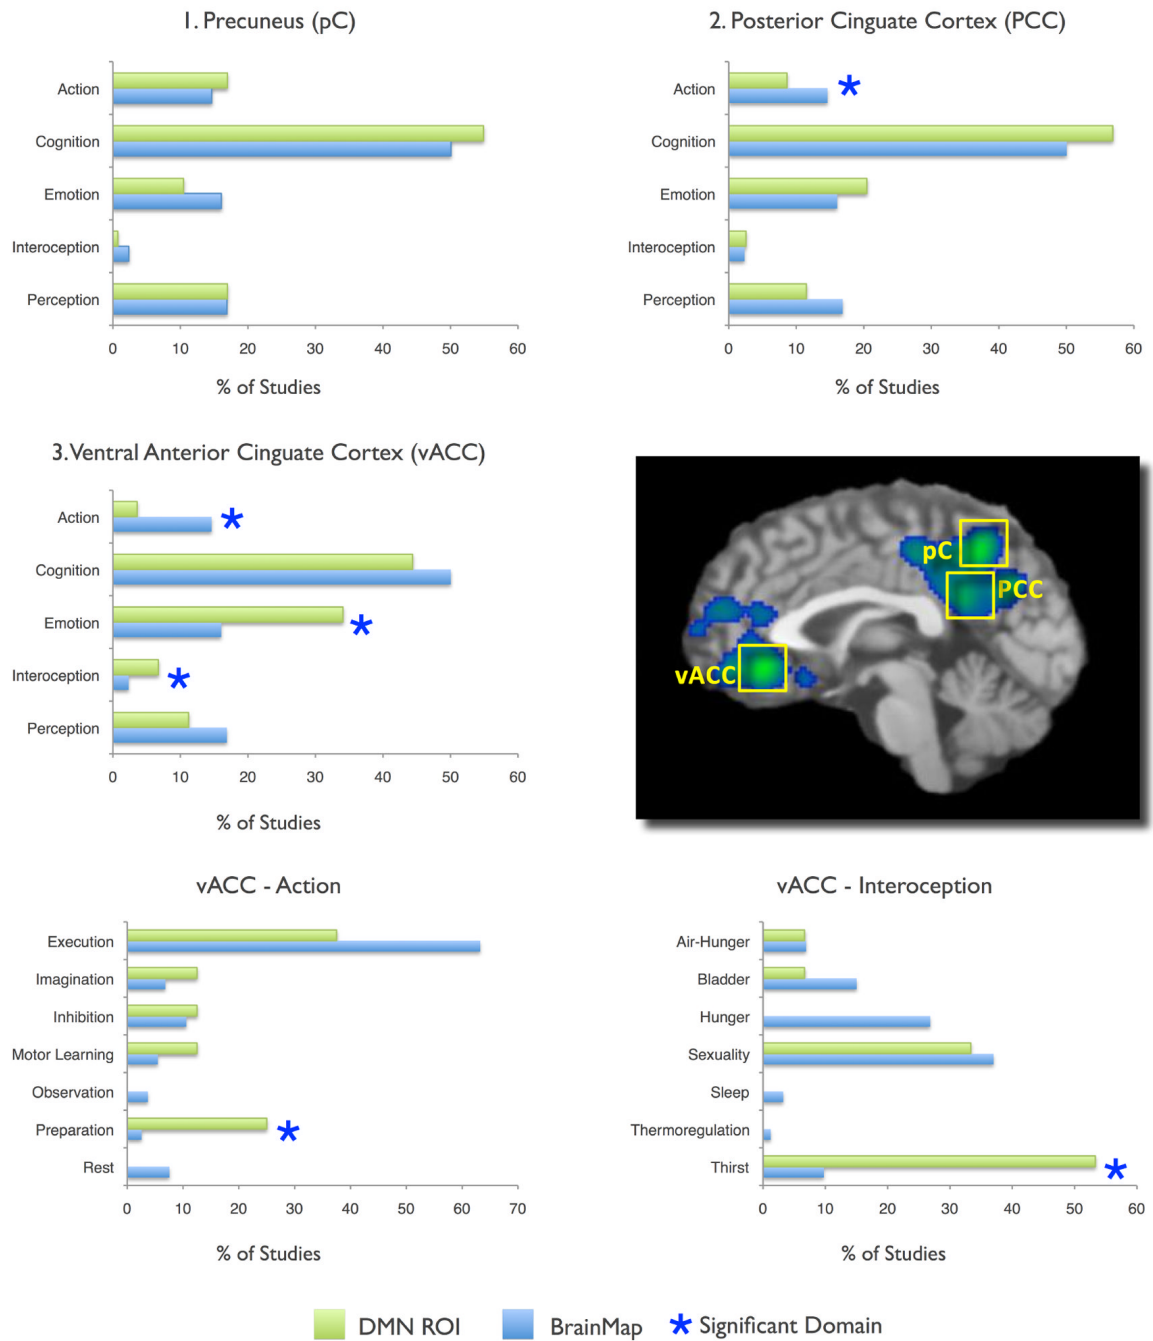 1. Precuneus (pC)
Action
Cognition
Emotion
Interoception
Perception
0 10 20 30 40 50 60
% of Studies
2. Posterior Cinguate Cortex (PCC)
Action
Cognition
Emotion
Interoception
Perception
0 10 20 30 40 50 60
% of Studies
3. Ventral Anterior Cinguate Cortex (vACC)
Action
Cognition
Emotion
Interoception
Perception
0 10 20 30 40 50 60
% of Studies
pC
PCC
vACC
vACC - Action
Execution
Imagination
Inhibition
Motor Learning
Observation
Preparation
Rest
0 10 20 30 40 50 60 70
% of Studies
vACC - Interoception
Air-Hunger
Bladder
Hunger
Sexuality
Sleep
Thermoregulation
Thirst
0 10 20 30 40 50 60
% of Studies
DMN ROI BrainMap Significant Domain